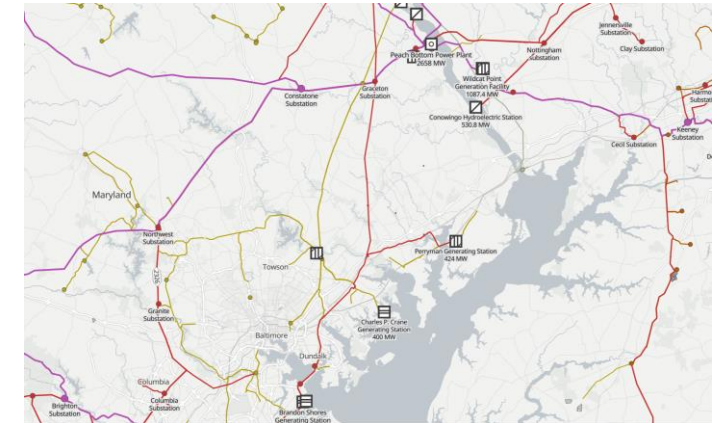 Jennersville
Substation
Clay Substation
Peach Bottom Power Plant
2658 MW
Nottingham
substation
Wildcat Point
Generation Facility
1087.4 MW
Graceton
Substation
Conastone
Substation
Conowingo Hydroelectric Station
530.8 MW
Harmo
Substati
Keeney
Substation
Cecil Substation
Maryland
Northwest
Substation
Perryman Generating Station
424 MW
Towson
Granite
Substation
Charles P. Crane
Generating Station
400 MW
Baltimore
Dundalk
Columbia
Columbia
Substation
Brighton
Substation
Brandon Shores
Generating Station